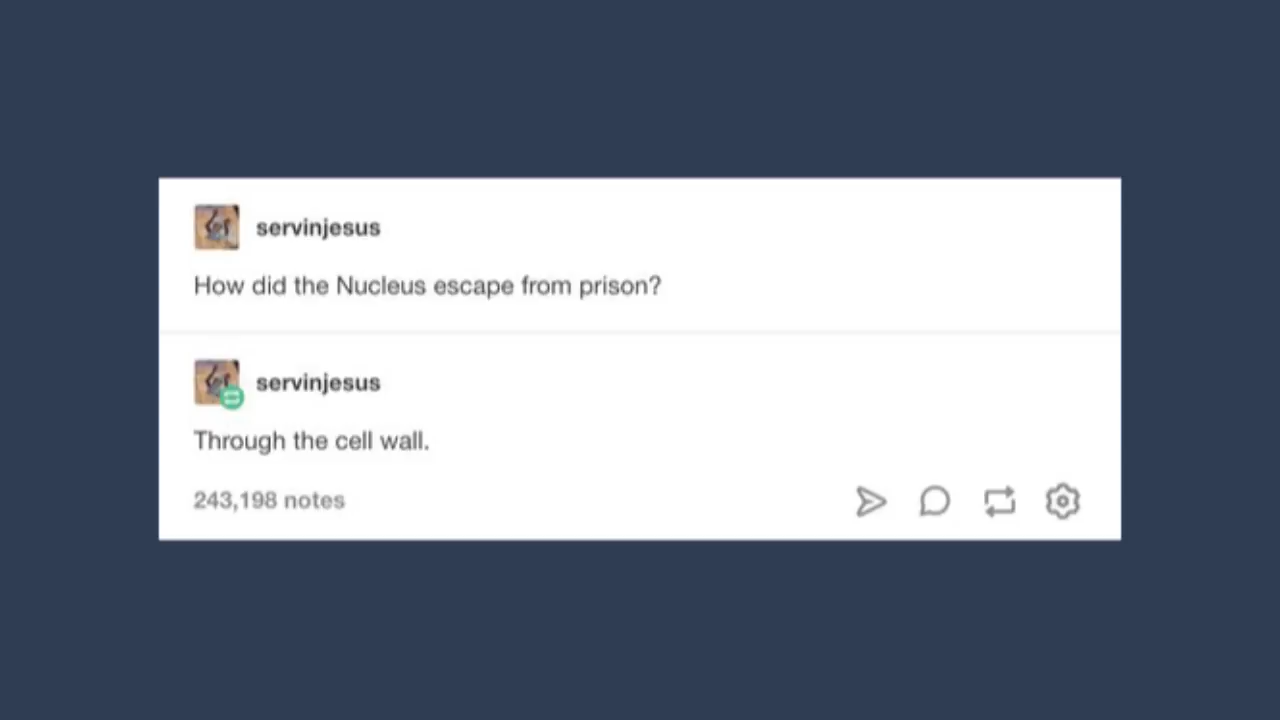 servinjesus
How did the Nucleus escape from prison?
servinjesus
Through the cell wall.
243,198 notes